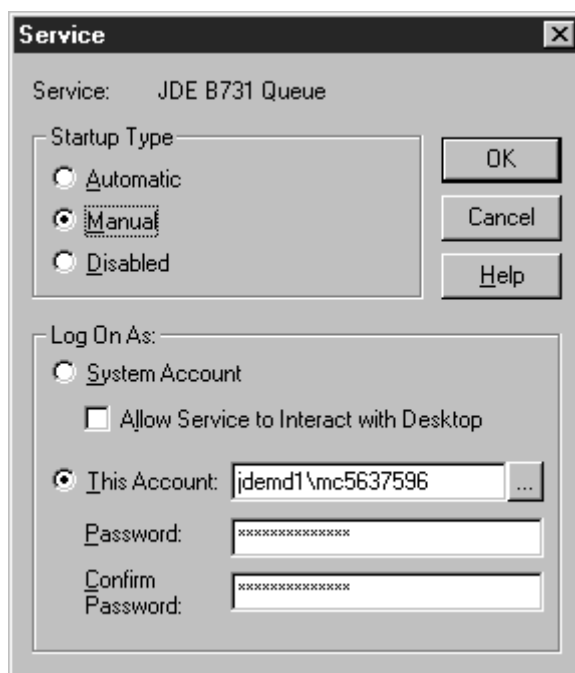 Service
Service: JDE B731 Queue
Startup Type
Automatic
Manual
Disabled
OK
Cancel
Help
Log On As:
System Account
Allow Service to Interact with Desktop
This Account: jdemd1\mc5637596 ...
Password: **************
Confirm Password: **************